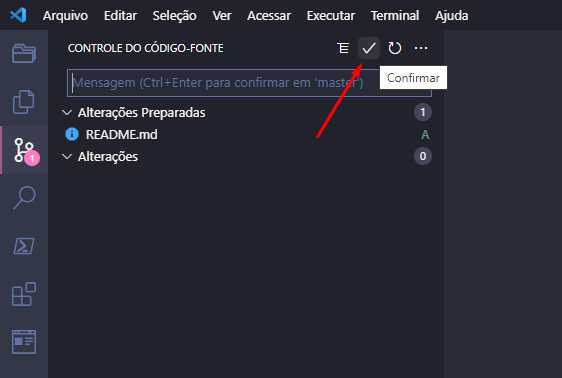 Arquivo Editar Seleção Ver Acessar Executar Terminal Ajuda
CONTROLE DO CÓDIGO-FONTE
Mensagem (Ctrl+Enter para confirmar em 'master')
Confirmar
Alterações Preparadas 1
README.md A
Alterações 0
1